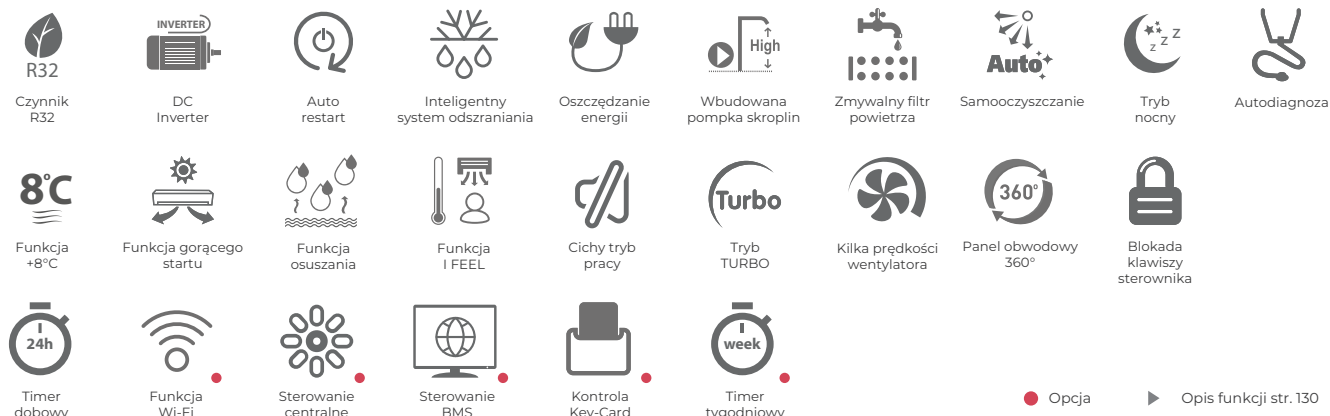 R32
INVERTER
High
Auto
z z z
Czynnik
R32
DC
Inverter
Auto
restart
Inteligentny
system odszraniania
Oszczędzanie
energii
Wbudowana
pompka skroplin
Zmywalny filtr
powietrza
Samooczyszczanie
Tryb
nocny
Autodiagnoza
8°C
Turbo
360°
Funkcja
+8°C
Funkcja gorącego
startu
Funkcja
osuszania
Funkcja
I FEEL
Cichy tryb
pracy
Tryb
TURBO
Kilka prędkości
wentylatora
Panel obwodowy
360°
Blokada
klawiszy
sterownika
24h
week
Timer
dobowy
Funkcja
Wi-Fi
Sterowanie
centralne
Sterowanie
BMS
Kontrola
Key-Card
Timer
tygodniowy
Opcja
Opis funkcji str. 130